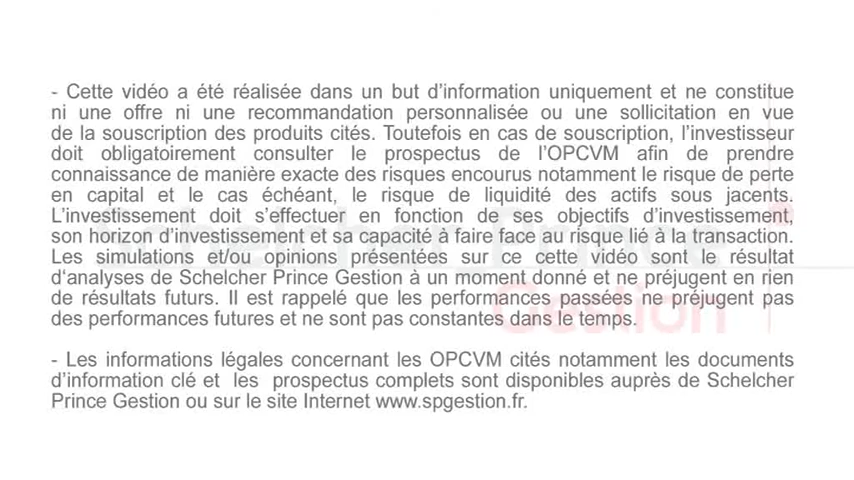 - Cette vidéo a été réalisée dans un but d'information uniquement et ne constitue
ni une offre ni une recommandation personnalisée ou une sollicitation en vue
de la souscription des produits cités. Toutefois en cas de souscription, l'investisseur
doit obligatoirement consulter le prospectus de l'OPCVM afin de prendre
connaissance de manière exacte des risques encourus notamment le risque de perte
en capital et le cas échéant, le risque de liquidité des actifs sous jacents.
L'investissement doit s'effectuer en fonction de ses objectifs d'investissement,
son horizon d'investissement et sa capacité à faire face au risque lié à la transaction.
Les simulations et/ou opinions présentées sur ce cette vidéo sont le résultat
d'analyses de Schelcher Prince Gestion à un moment donné et ne préjugent en rien
de résultats futurs. Il est rappelé que les performances passées ne préjugent pas
des performances futures et ne sont pas constantes dans le temps.
- Les informations légales concernant les OPCVM cités notamment les documents
d'information clé et les prospectus complets sont disponibles auprès de Schelcher
Prince Gestion ou sur le site Internet www.spgestion.fr.
Schelcher Prince
Gestion